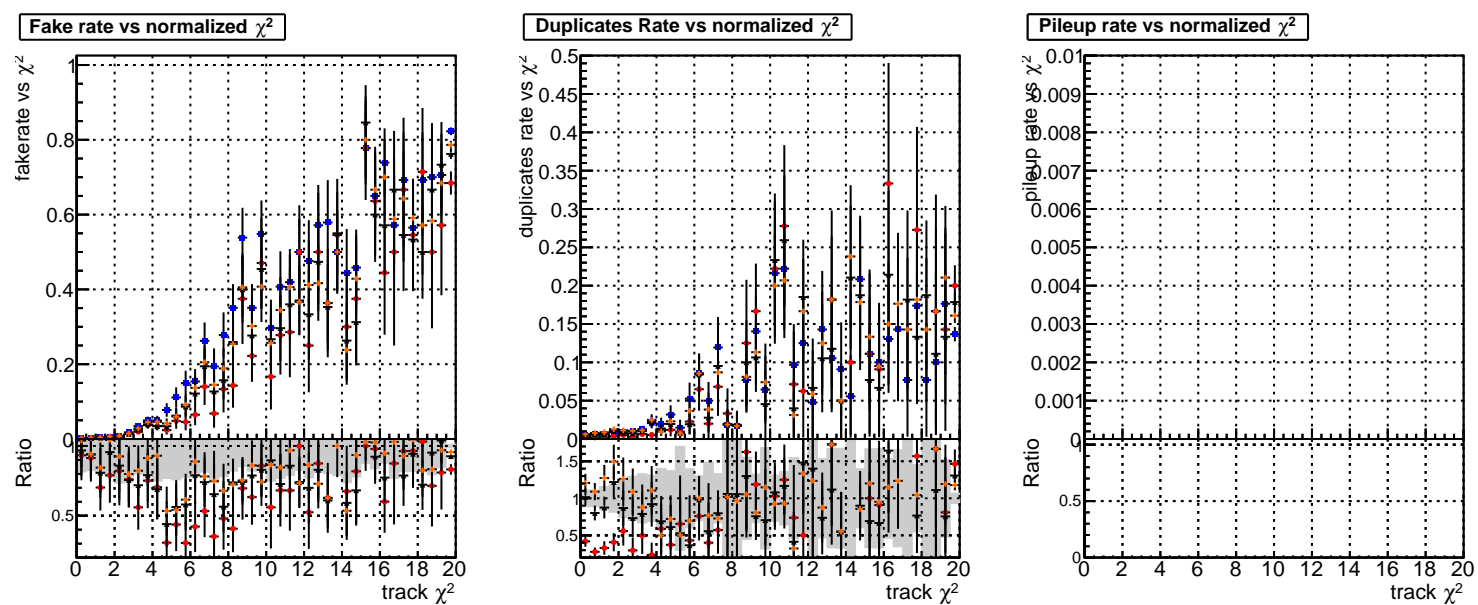 Fake rate vs normalized χ²
fakerate vs χ²
1
0.8
0.6
0.4
0.2
0
Ratio
0.5
0 2 4 6 8 10 12 14 16 18 20
track χ²
Duplicates Rate vs normalized χ²
duplicates rate vs χ²
0.5
0.45
0.4
0.35
0.3
0.25
0.2
0.15
0.1
0.05
0
Ratio
1.5
1
0.5
0 2 4 6 8 10 12 14 16 18 20
track χ²
Pileup rate vs normalized χ²
pileup rate vs χ²
0.01
0.009
0.008
0.007
0.006
0.005
0.004
0.003
0.002
0.001
0
Ratio
1
0.5
0
0 2 4 6 8 10 12 14 16 18 20
track χ²